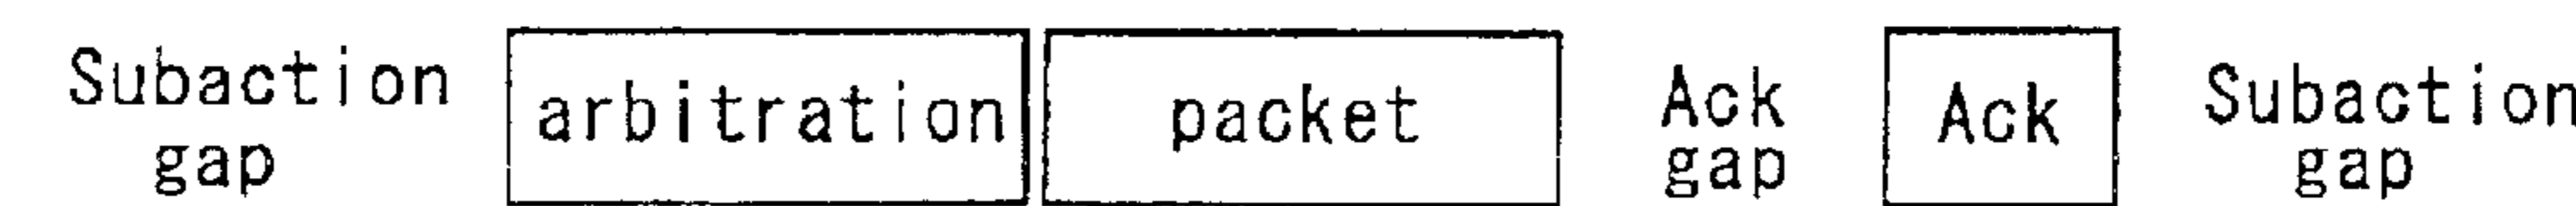 Subaction
gap
arbitration
packet
Ack
gap
Ack
Subaction
gap